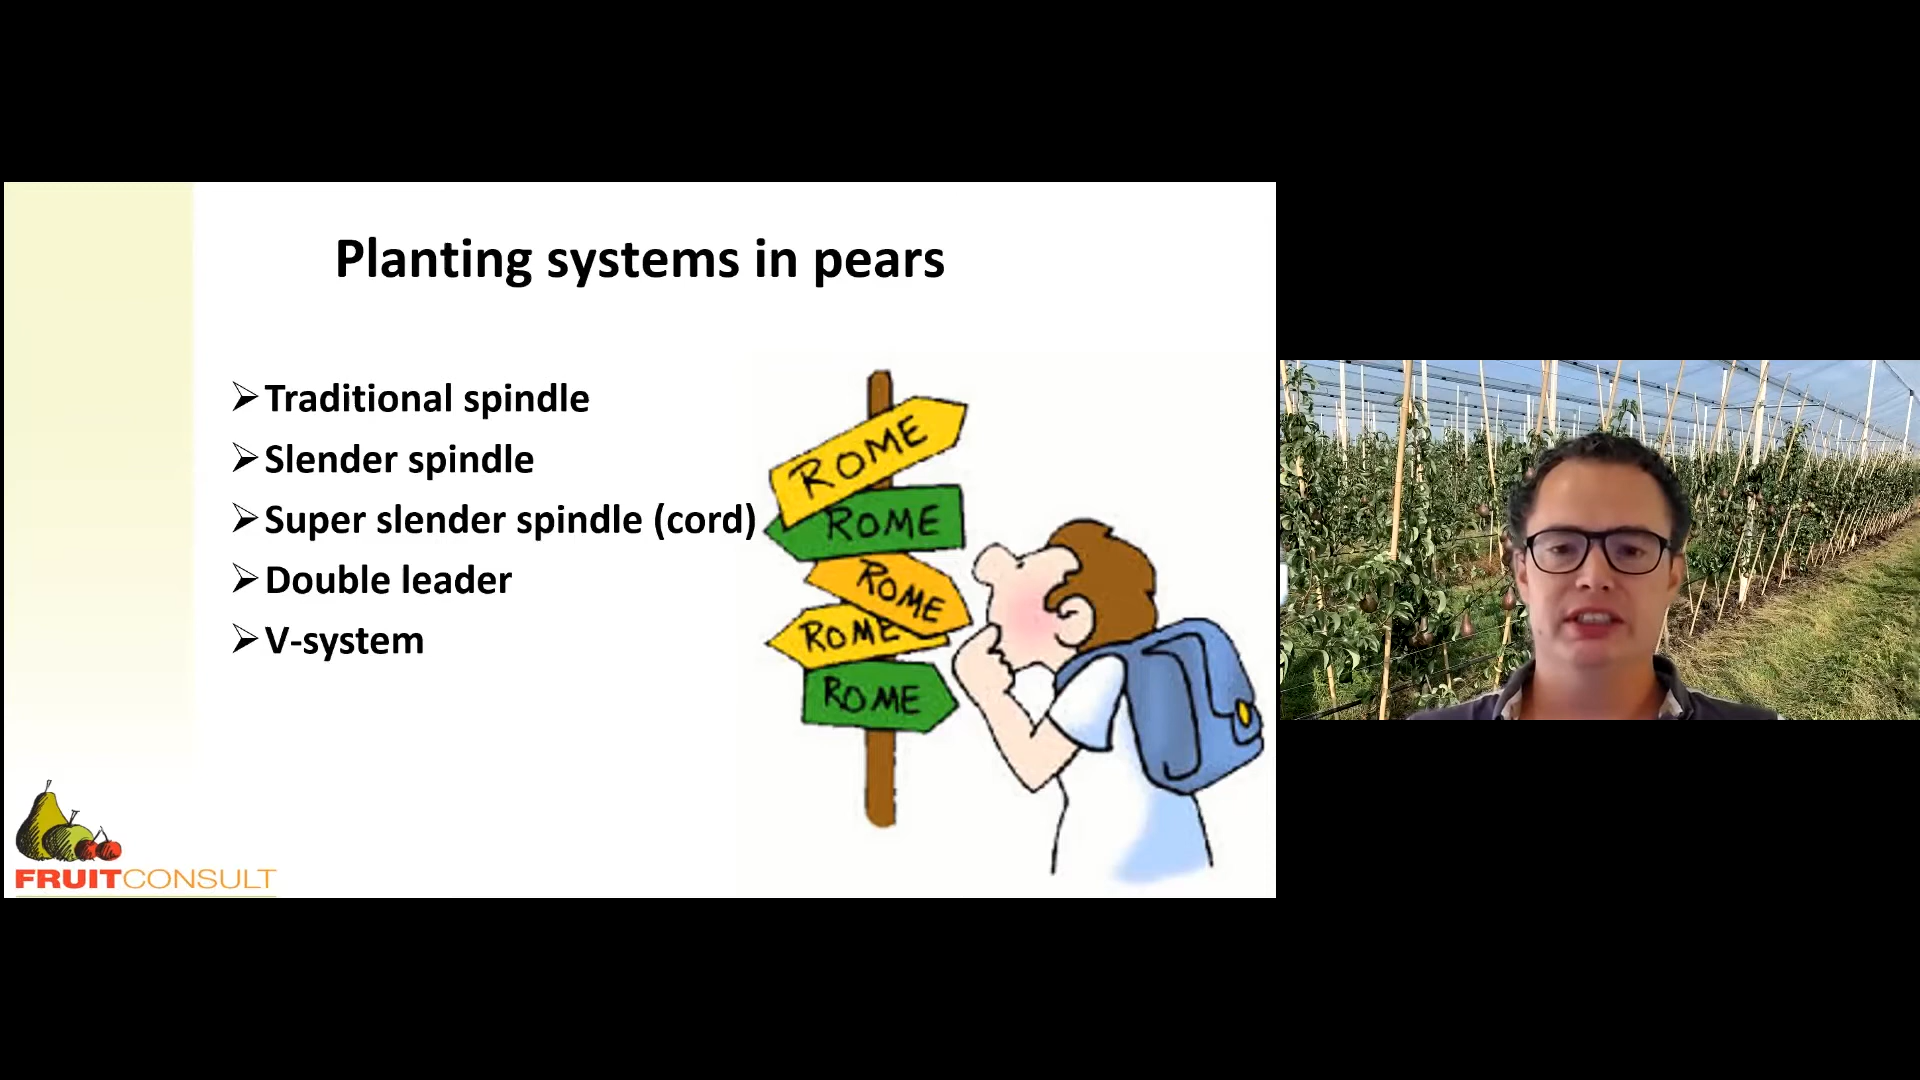 Planting systems in pears
➢Traditional spindle
➢Slender spindle
➢Super slender spindle (cord)
➢Double leader
➢V-system
ROME
ROME
ROME
ROME
ROME
FRUITCONSULT